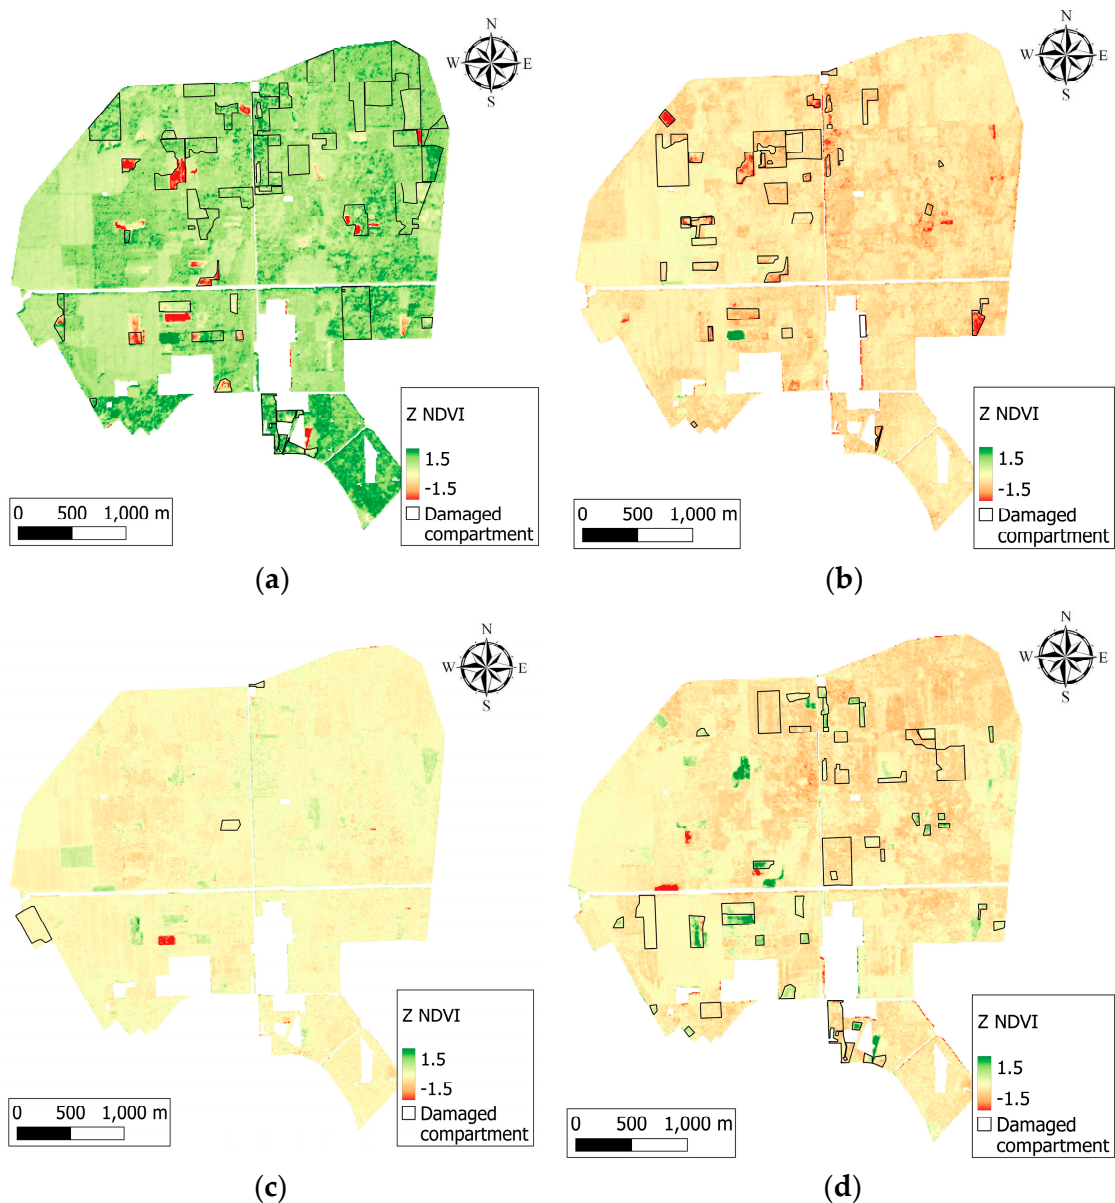 N
W E
S
Z NDVI
1.5
-1.5
Damaged
compartment
0 500 1,000 m
(a)
N
W E
S
Z NDVI
1.5
-1.5
Damaged
compartment
0 500 1,000 m
(b)
N
W E
S
Z NDVI
1.5
-1.5
Damaged
compartment
0 500 1,000 m
(c)
N
W E
S
Z NDVI
1.5
-1.5
Damaged
compartment
0 500 1,000 m
(d)